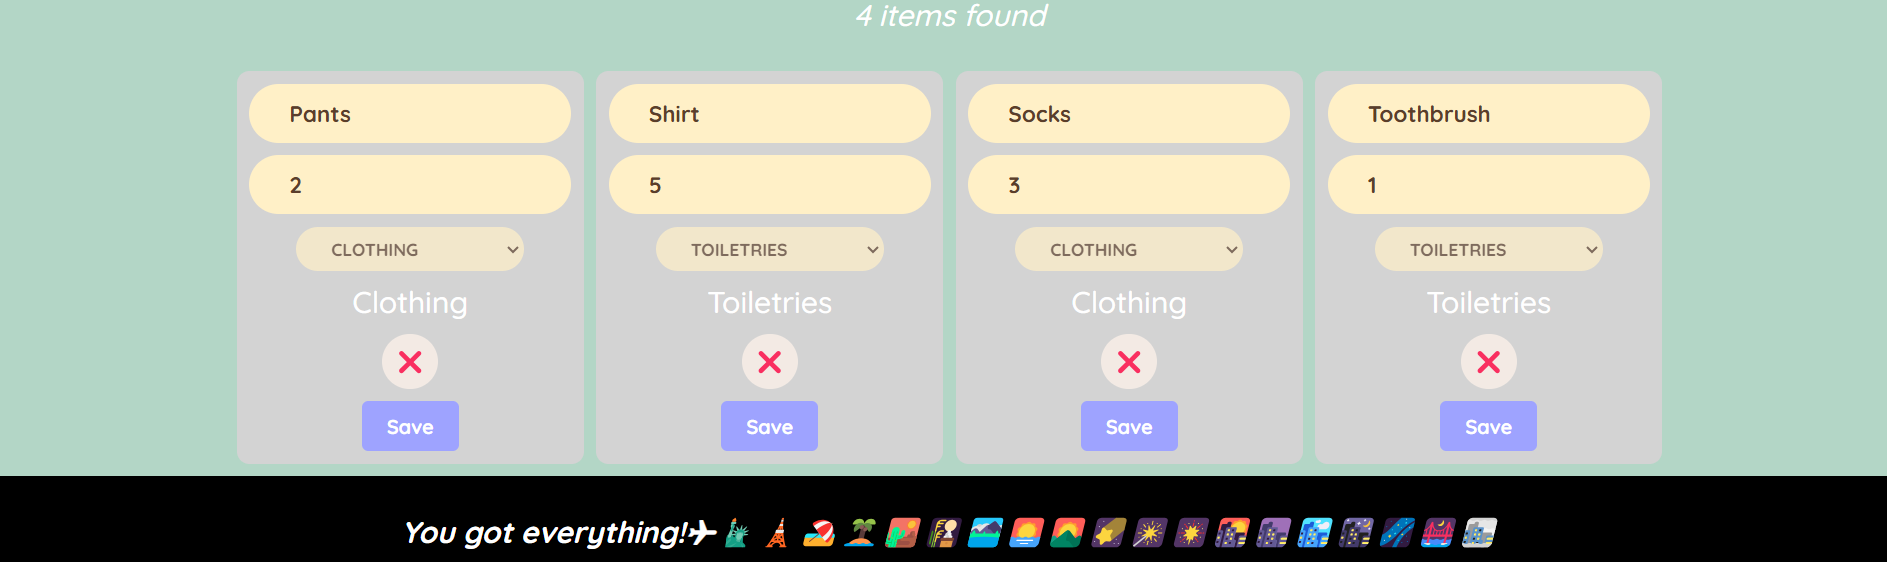 4 items found
Pants
2
CLOTHING
Clothing
Save
Shirt
5
TOILETRIES
Toiletries
Save
Socks
3
CLOTHING
Clothing
Save
Toothbrush
1
TOILETRIES
Toiletries
Save
You got everything!